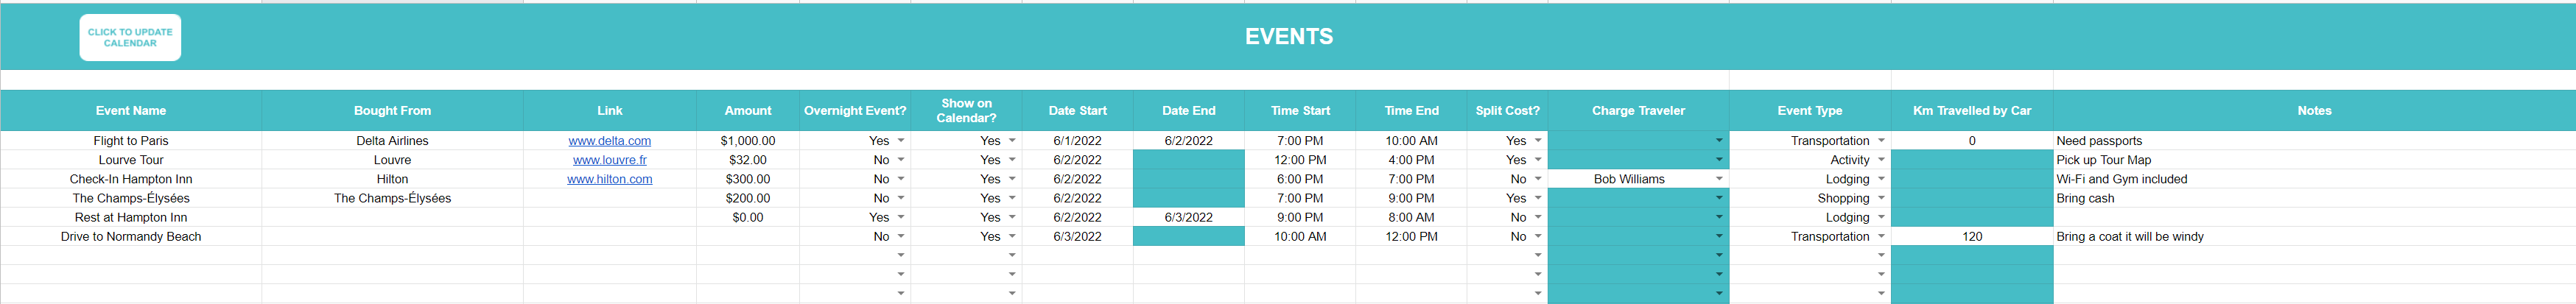 CLICK TO UPDATE
CALENDAR
EVENTS
Event Name Bought From Link Amount Overnight Event? Show on Calendar? Date Start Date End Time Start Time End Split Cost? Charge Traveler Event Type Km Travelled by Car Notes
Flight to Paris Delta Airlines www.delta.com $1,000.00 Yes Yes 6/1/2022 6/2/2022 7:00 PM 10:00 AM Yes Transportation 0 Need passports
Lourve Tour Louvre www.louvre.fr $32.00 No Yes 6/2/2022 12:00 PM 4:00 PM Yes Activity Pick up Tour Map
Check-In Hampton Inn Hilton www.hilton.com $300.00 No Yes 6/2/2022 6:00 PM 7:00 PM No Bob Williams Lodging Wi-Fi and Gym included
The Champs-Élysées The Champs-Élysées $200.00 No Yes 6/2/2022 7:00 PM 9:00 PM Yes Shopping Bring cash
Rest at Hampton Inn $0.00 Yes Yes 6/2/2022 6/3/2022 9:00 PM 8:00 AM No Lodging
Drive to Normandy Beach No Yes 6/3/2022 10:00 AM 12:00 PM No Transportation 120 Bring a coat it will be windy